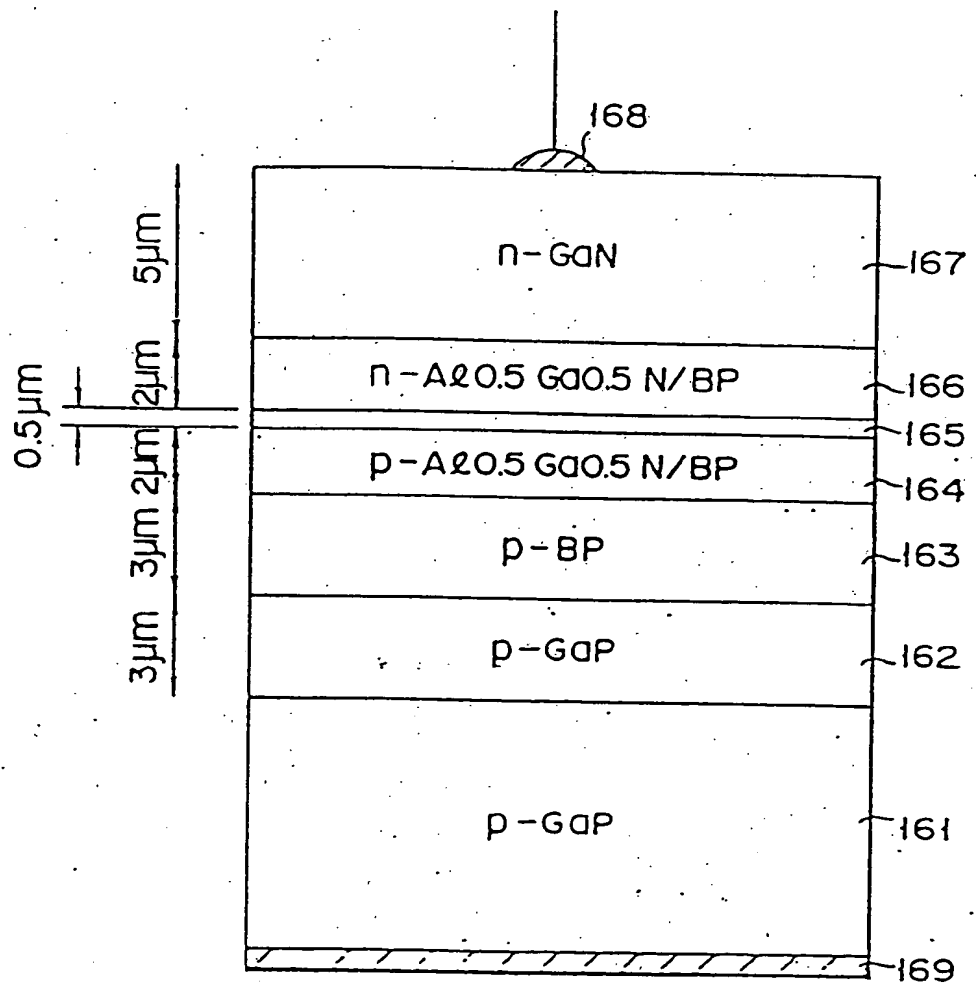 168
n-GaN
167
5μm
n-Aℓ0.5 Ga0.5 N/BP
166
2μm
0.5μm
165
p-Aℓ0.5 Ga0.5 N/BP
164
2μm
p-BP
163
3μm
p-GaP
162
3μm
p-GaP
161
169